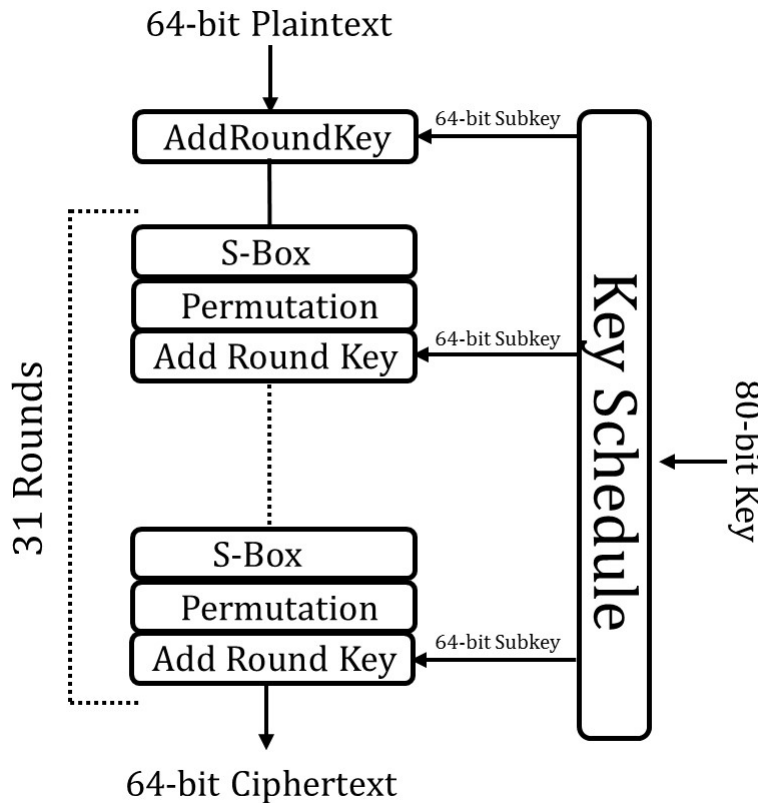 64-bit Plaintext
AddRoundKey
64-bit Subkey
S-Box
Permutation
Add Round Key
64-bit Subkey
31 Rounds
Key Schedule
80-bit Key
S-Box
Permutation
Add Round Key
64-bit Subkey
64-bit Ciphertext